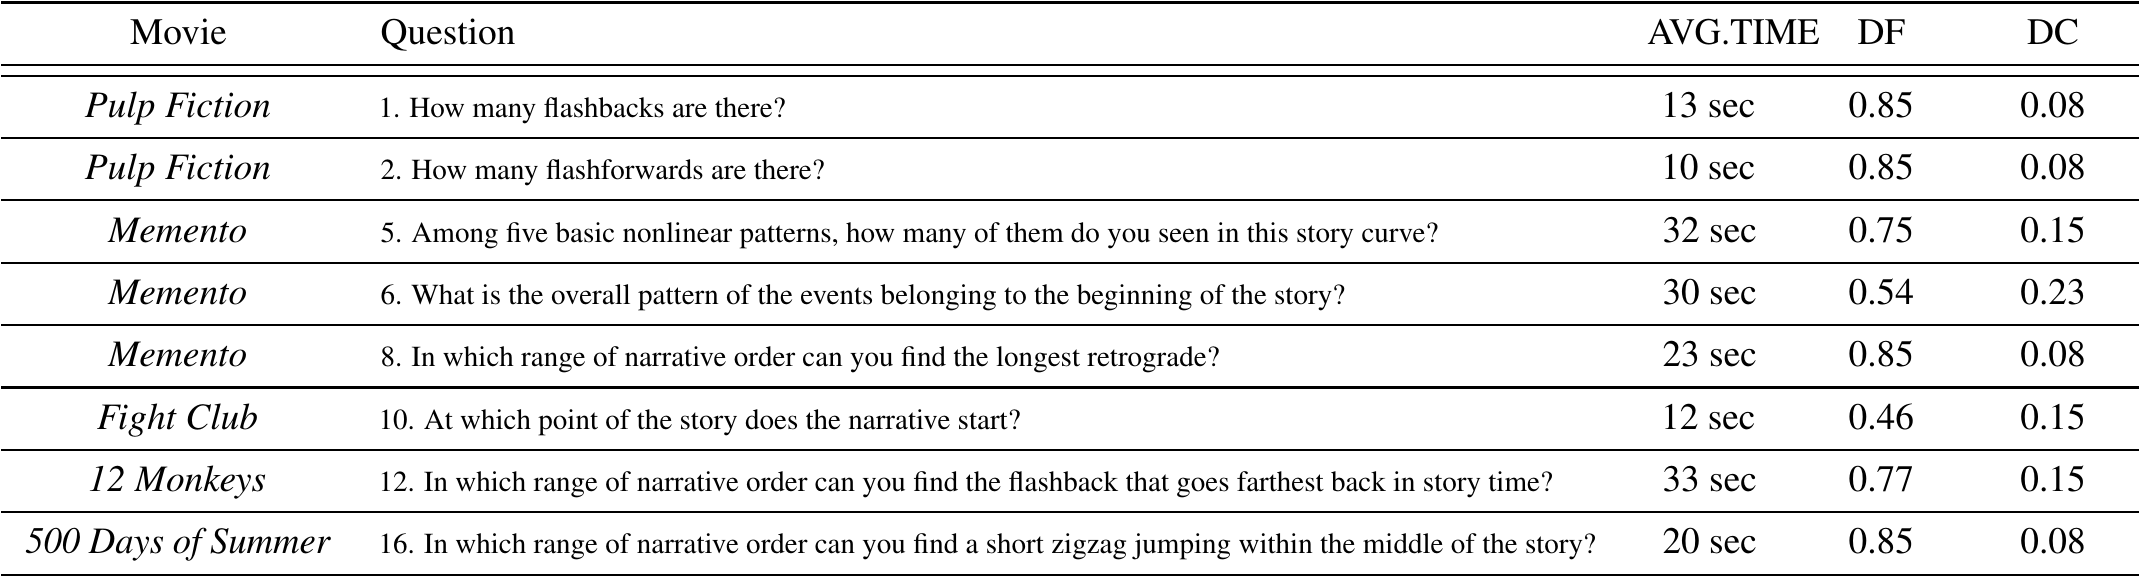 Movie Question AVG.TIME DF DC
Pulp Fiction 1. How many flashbacks are there? 13 sec 0.85 0.08
Pulp Fiction 2. How many flashforwards are there? 10 sec 0.85 0.08
Memento 5. Among five basic nonlinear patterns, how many of them do you seen in this story curve? 32 sec 0.75 0.15
Memento 6. What is the overall pattern of the events belonging to the beginning of the story? 30 sec 0.54 0.23
Memento 8. In which range of narrative order can you find the longest retrograde? 23 sec 0.85 0.08
Fight Club 10. At which point of the story does the narrative start? 12 sec 0.46 0.15
12 Monkeys 12. In which range of narrative order can you find the flashback that goes farthest back in story time? 33 sec 0.77 0.15
500 Days of Summer 16. In which range of narrative order can you find a short zigzag jumping within the middle of the story? 20 sec 0.85 0.08